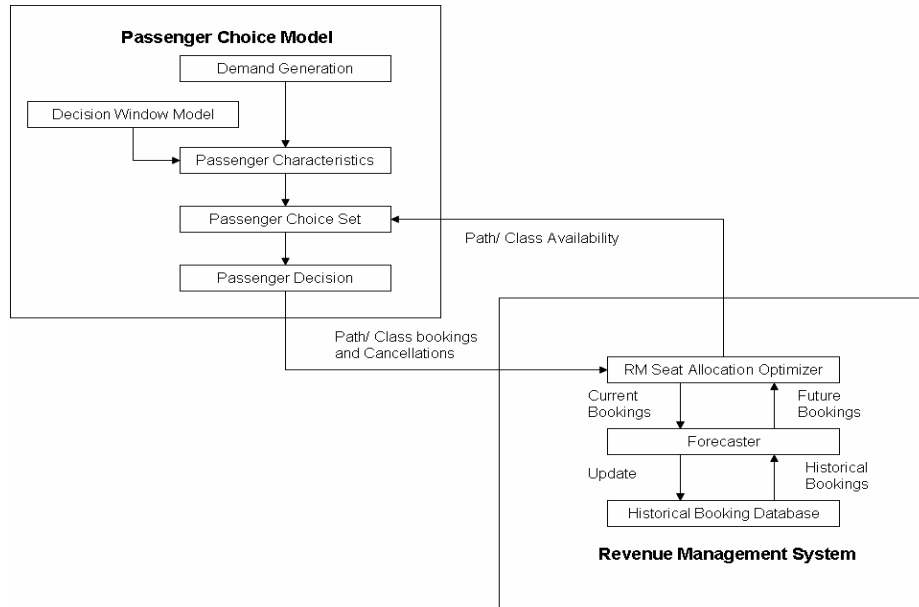 Passenger Choice Model
Demand Generation
Decision Window Model
Passenger Characteristics
Passenger Choice Set
Path/ Class Availability
Passenger Decision
Path/ Class bookings
and Cancellations
RM Seat Allocation Optimizer
Current
Bookings
Future
Bookings
Forecaster
Update
Historical
Bookings
Historical Booking Database
Revenue Management System